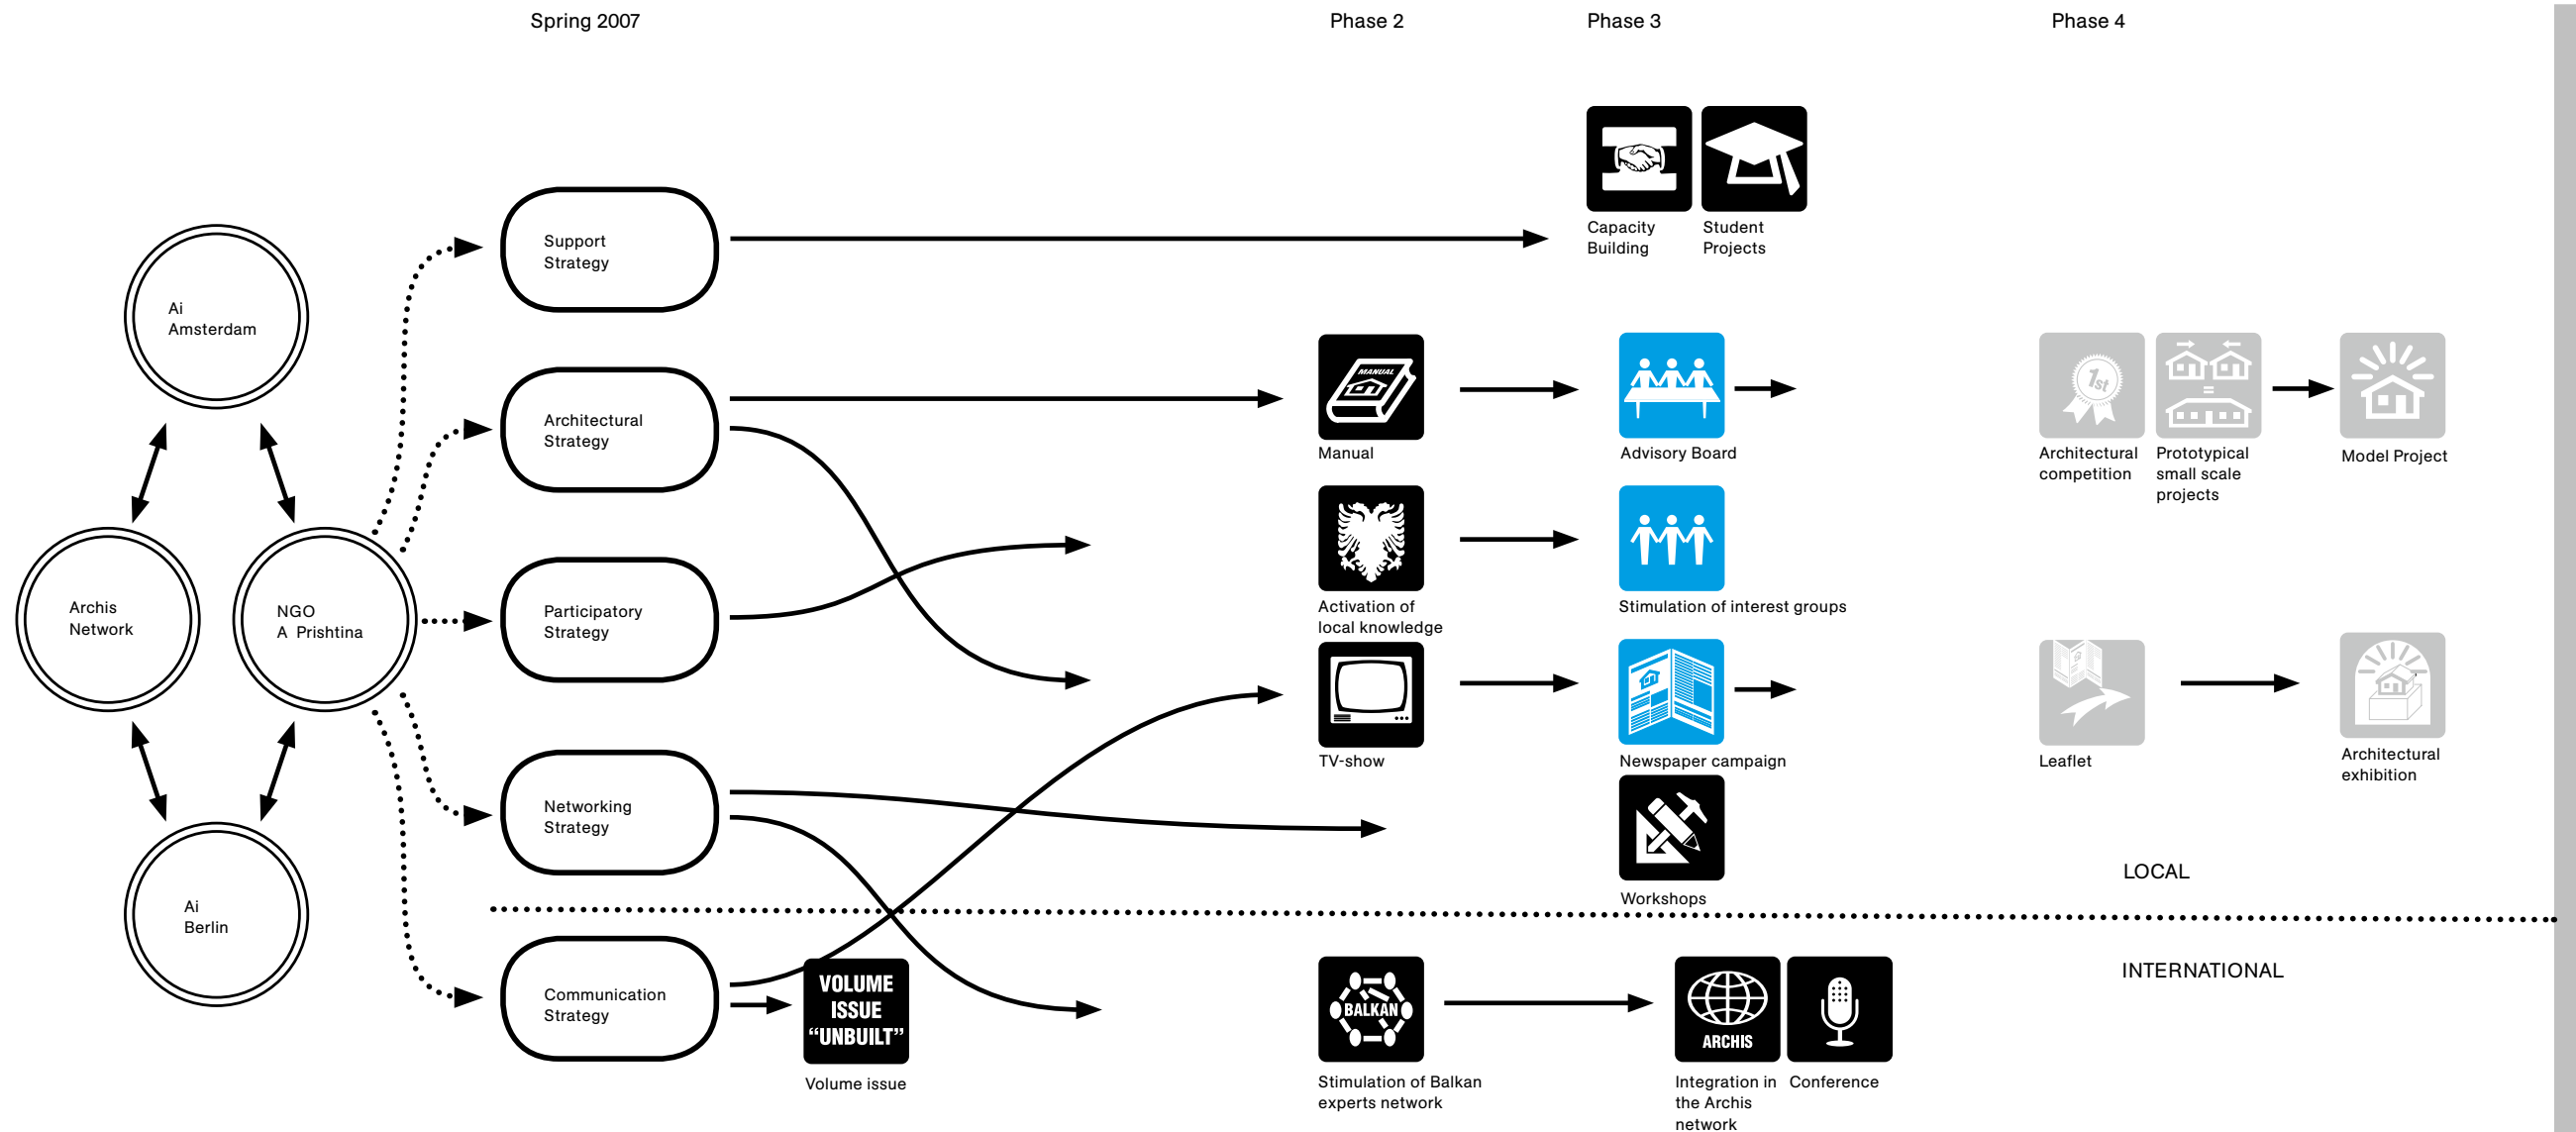 Spring 2007
Phase 2
Phase 3
Phase 4
Ai
Amsterdam
Archis
Network
NGO
A Prishtina
Ai
Berlin
Support
Strategy
Architectural
Strategy
Participatory
Strategy
Networking
Strategy
Communication
Strategy
VOLUME
ISSUE
“UNBUILT”
Volume issue
Capacity
Building
Student
Projects
MANUAL
Manual
Advisory Board
1st
Architectural
competition
Prototypical
small scale
projects
Model Project
Activation of
local knowledge
Stimulation of interest groups
TV-show
Newspaper campaign
Leaflet
Architectural
exhibition
Workshops
LOCAL
INTERNATIONAL
BALKAN
Stimulation of Balkan
experts network
ARCHIS
Integration in
the Archis
network
Conference